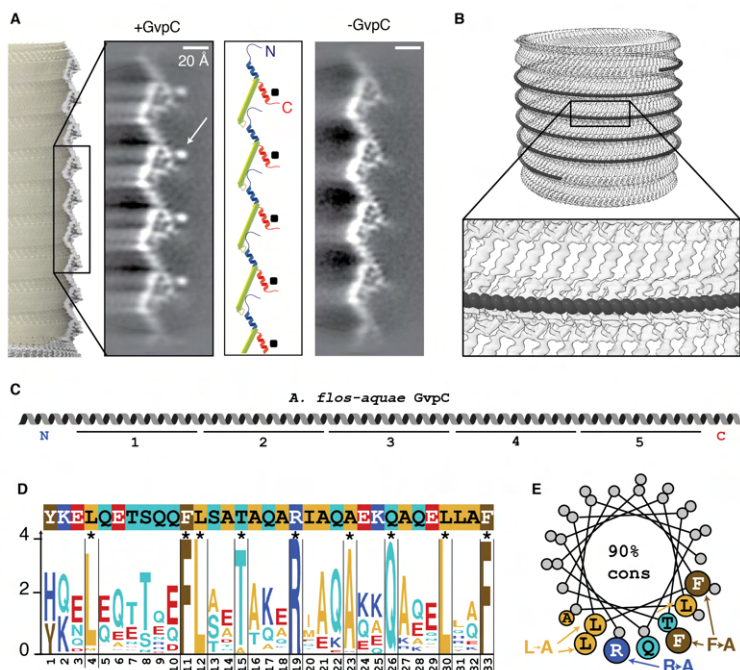 A
+GvpC
-GvpC
20 Å
N
C
B
C
A. flos-aquae GvpC
N
1
2
3
4
5
C
D
YKELQETSQQFLSATAQARIAQAEKQAQELLAF
* * * * * * * * *
4
2
0
H Q E L E T L T A K R A Q A K K Q A E L F
Y K
1 2 3 4 5 6 7 8 9 10 11 12 13 14 15 16 17 18 19 20 21 22 23 24 25 26 27 28 29 30 31 32 33
E
90%
cons
F
L
A
L
T
L
R
Q
F
L→A
F→A
R→A